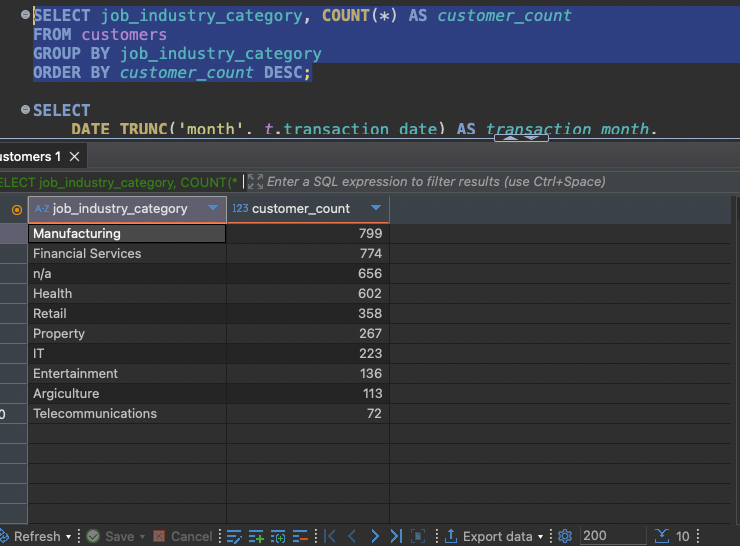 SELECT job_industry_category, COUNT(*) AS customer_count
FROM customers
GROUP BY job_industry_category
ORDER BY customer_count DESC;
SELECT
DATE_TRUNC('month', t.transaction_date) AS transaction_month,
ustomers 1
ELECT job_industry_category, COUNT(* Enter a SQL expression to filter results (use Ctrl+Space)
A-Z job_industry_category 123 customer_count
Manufacturing 799
Financial Services 774
n/a 656
Health 602
Retail 358
Property 267
IT 223
Entertainment 136
Argiculture 113
0 Telecommunications 72
Refresh Save Cancel Export data 200 10